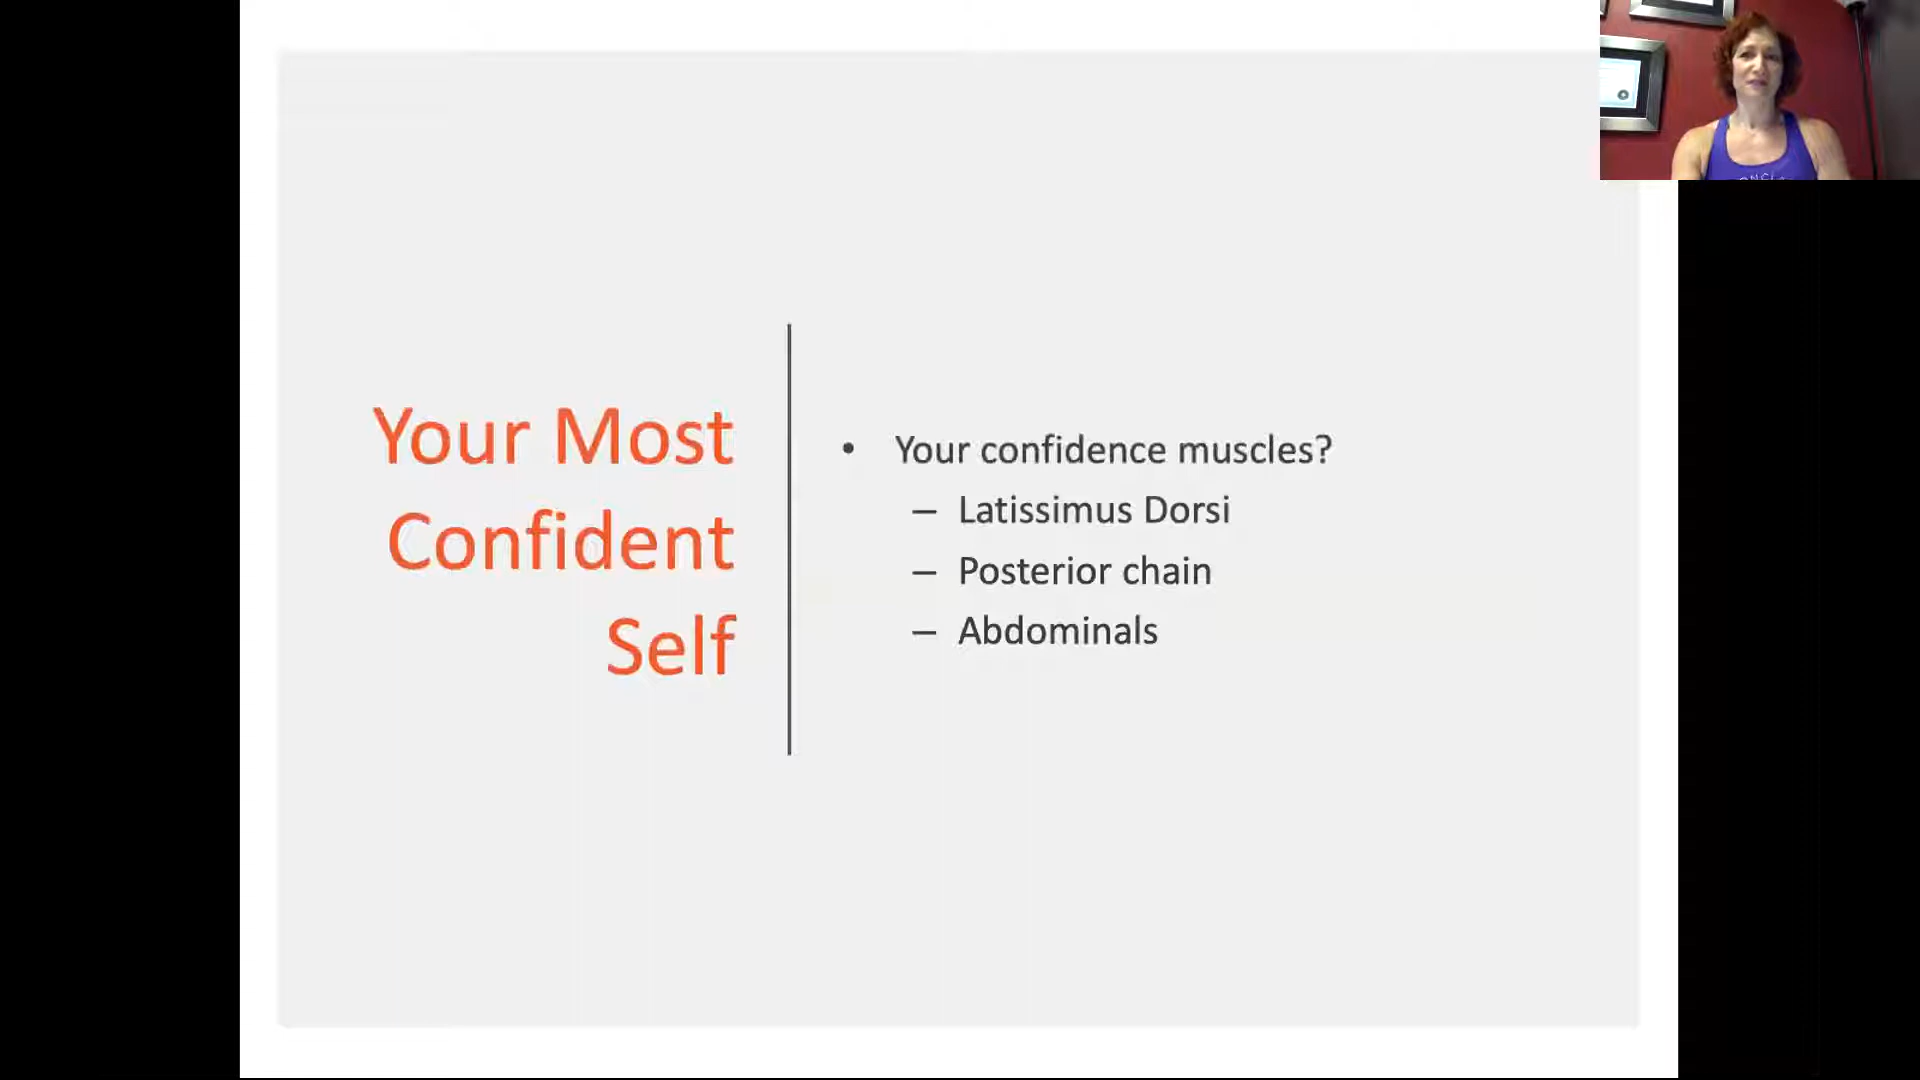 Your Most
Confident
Self
• Your confidence muscles?
– Latissimus Dorsi
– Posterior chain
– Abdominals